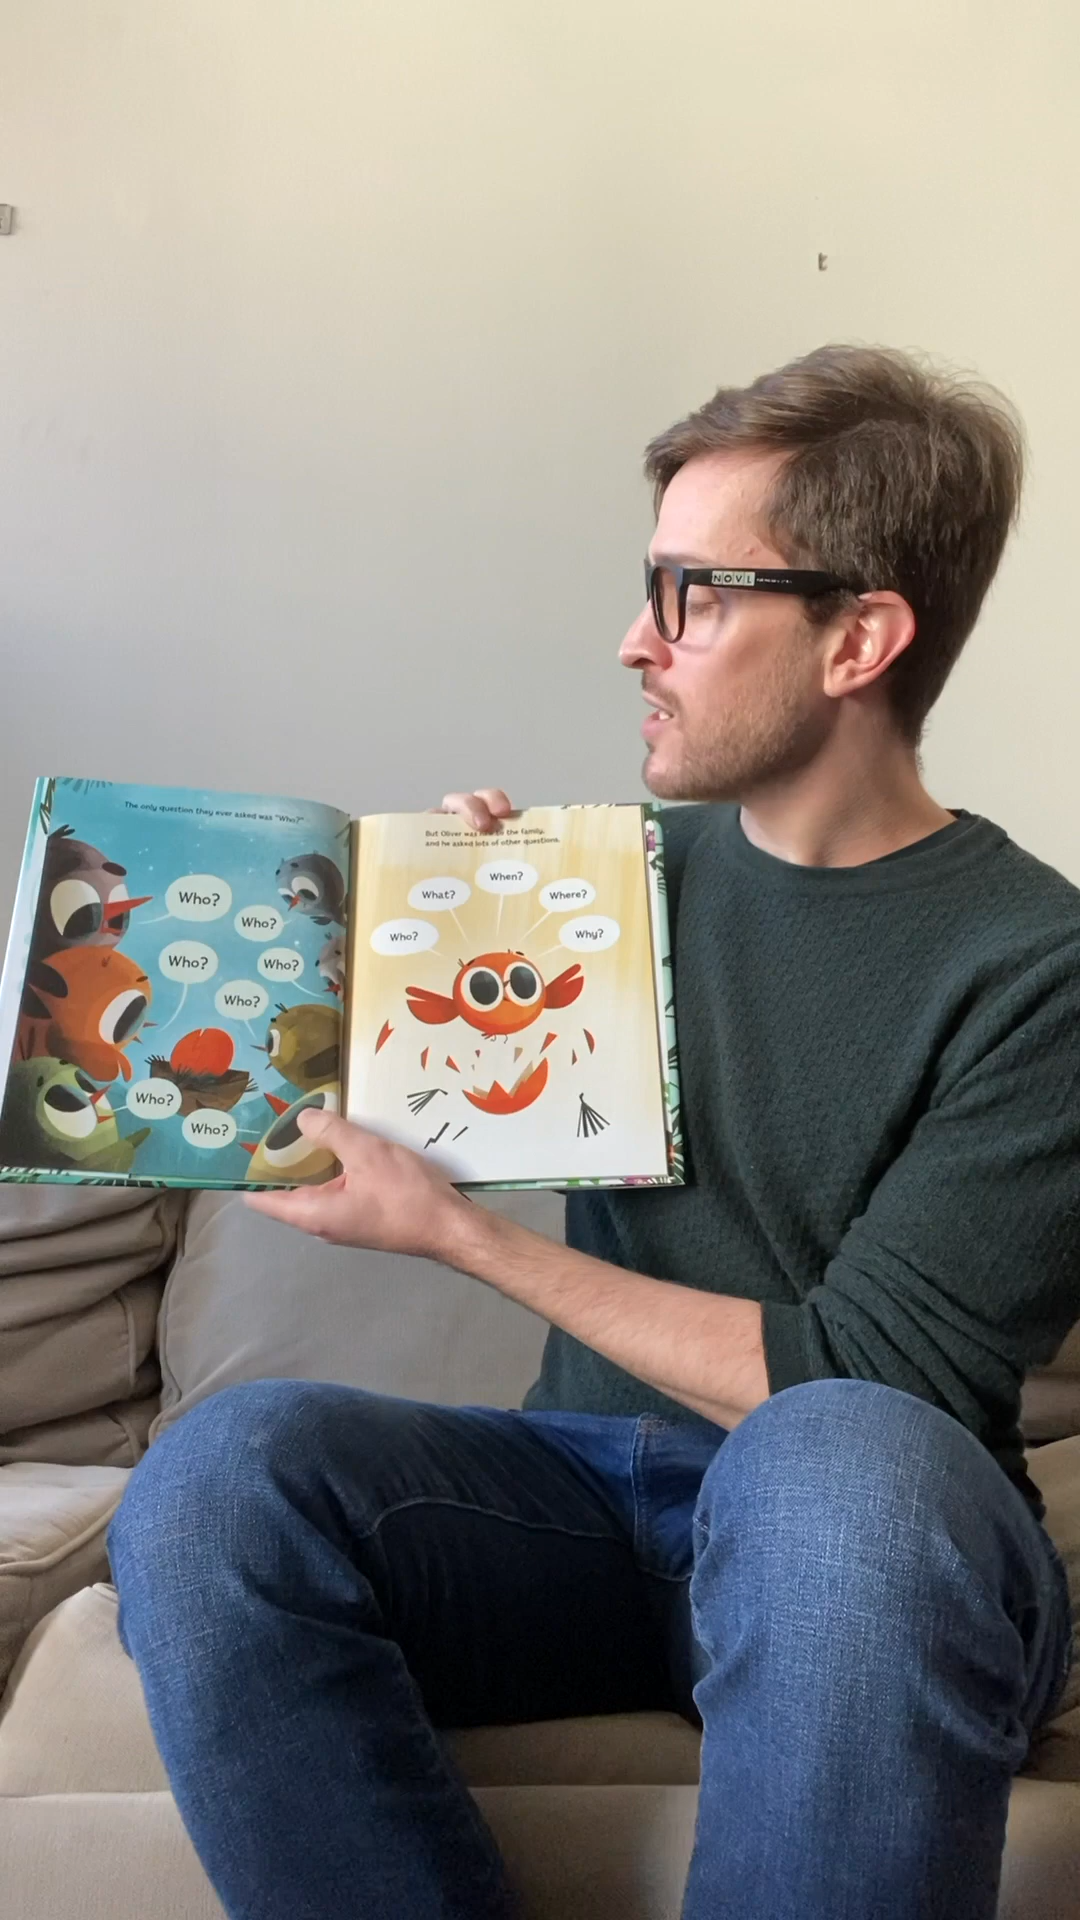 The only question they ever asked was "Who?"
Who?
Who?
Who?
Who?
Who?
Who?
Who?
But Oliver was new to the family,
and he asked lots of other questions.
Who?
What?
When?
Where?
Why?
NOVL